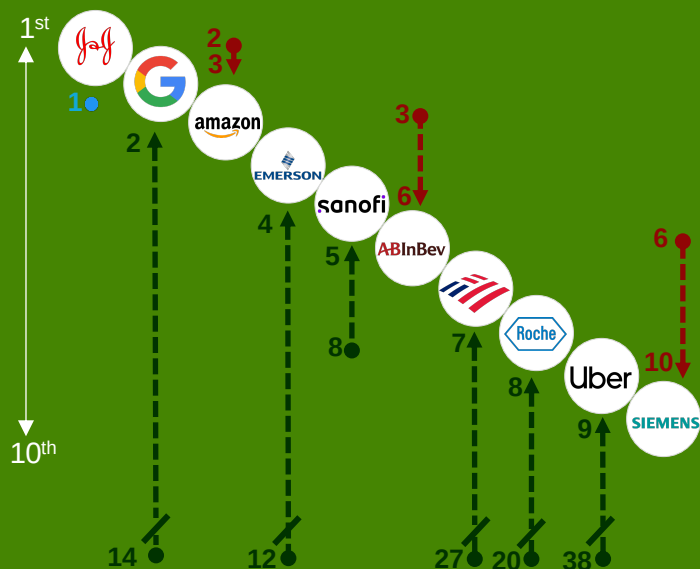 1st
J&J
1
G
2
14
2
3
amazon
EMERSON
4
12
sanofi
5
8
3
6
ABInBev
7
27
Roche
8
20
Uber
9
38
6
10
SIEMENS
10th